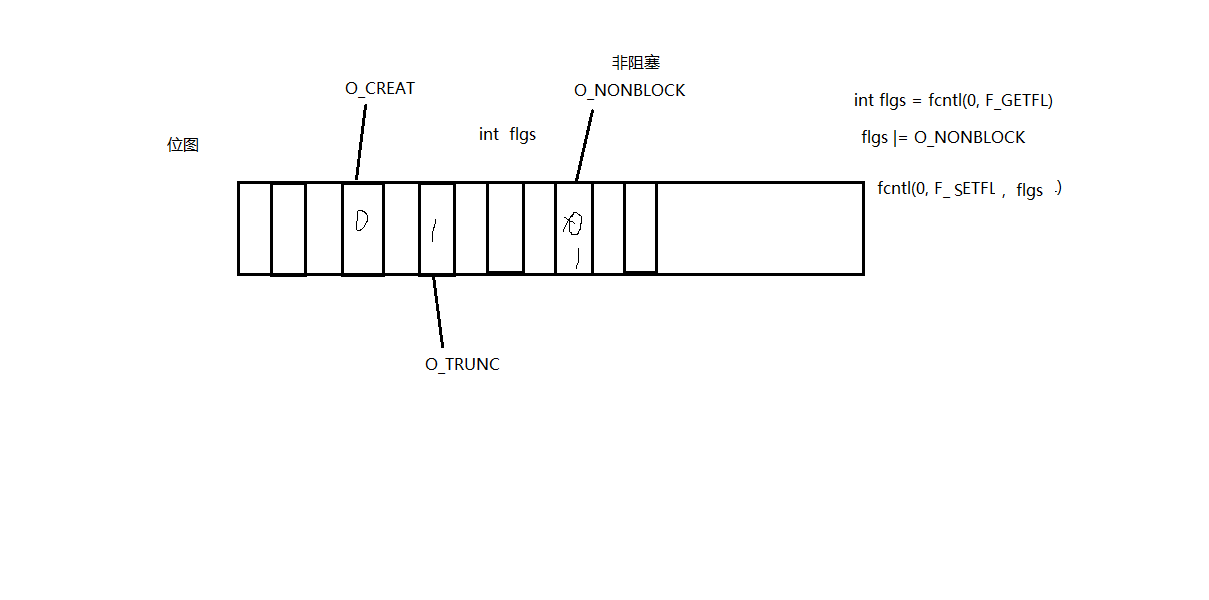 非阻塞
O_CREAT
O_NONBLOCK
int flgs = fcntl(0, F_GETFL)
int flgs
flgs |= O_NONBLOCK
位图
fcntl(0, F_SETFL , flgs .)
0
1
0
1
O_TRUNC